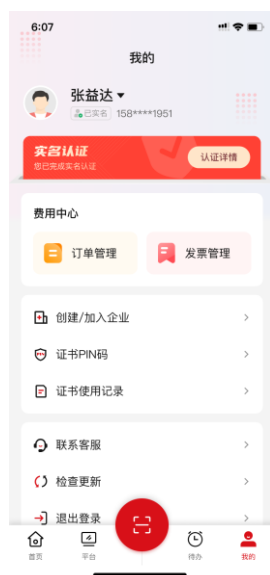 6:07
我的
张益达
已实名 158****1951
实名认证
您已完成实名认证
认证详情
费用中心
订单管理
发票管理
创建/加入企业
证书PIN码
证书使用记录
联系客服
检查更新
退出登录
首页
平台
待办
我的